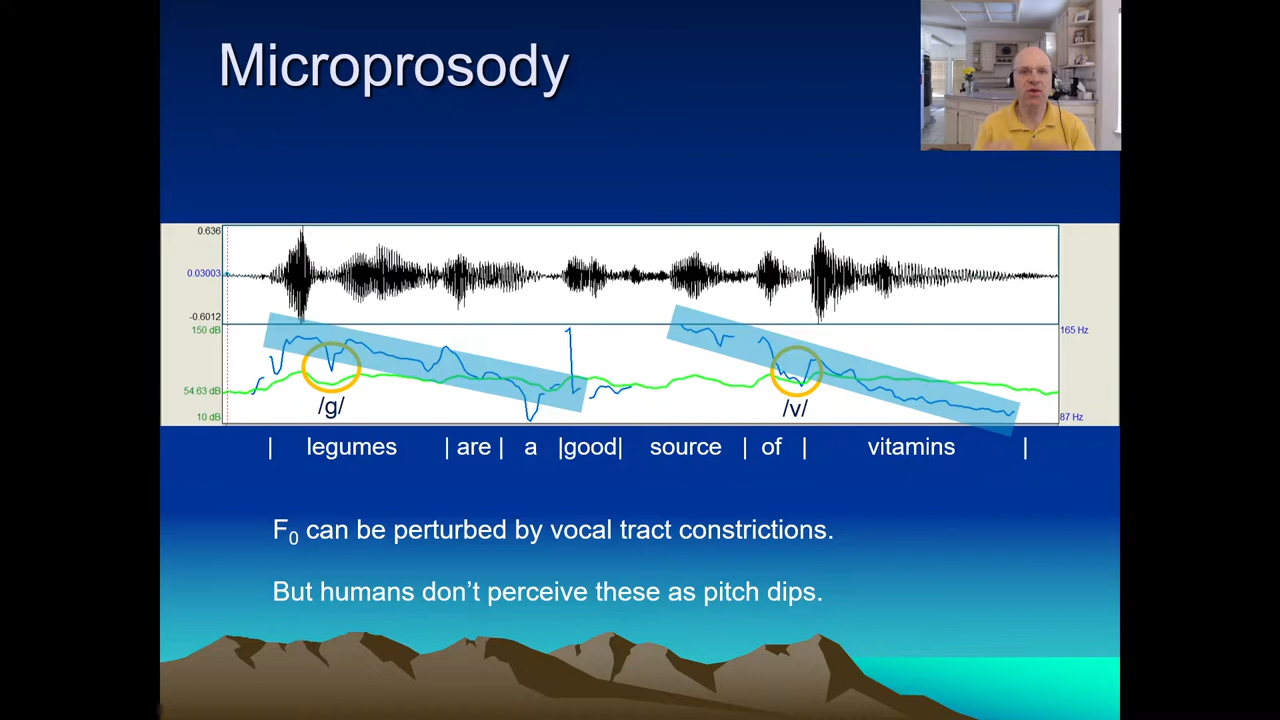 Microprosody
0.636
0.03003
-0.6012
150 dB
165 Hz
54.63 dB
10 dB
87 Hz
/g/
/v/
| legumes | are | a |good| source | of | vitamins |
F₀ can be perturbed by vocal tract constrictions.
But humans don’t perceive these as pitch dips.